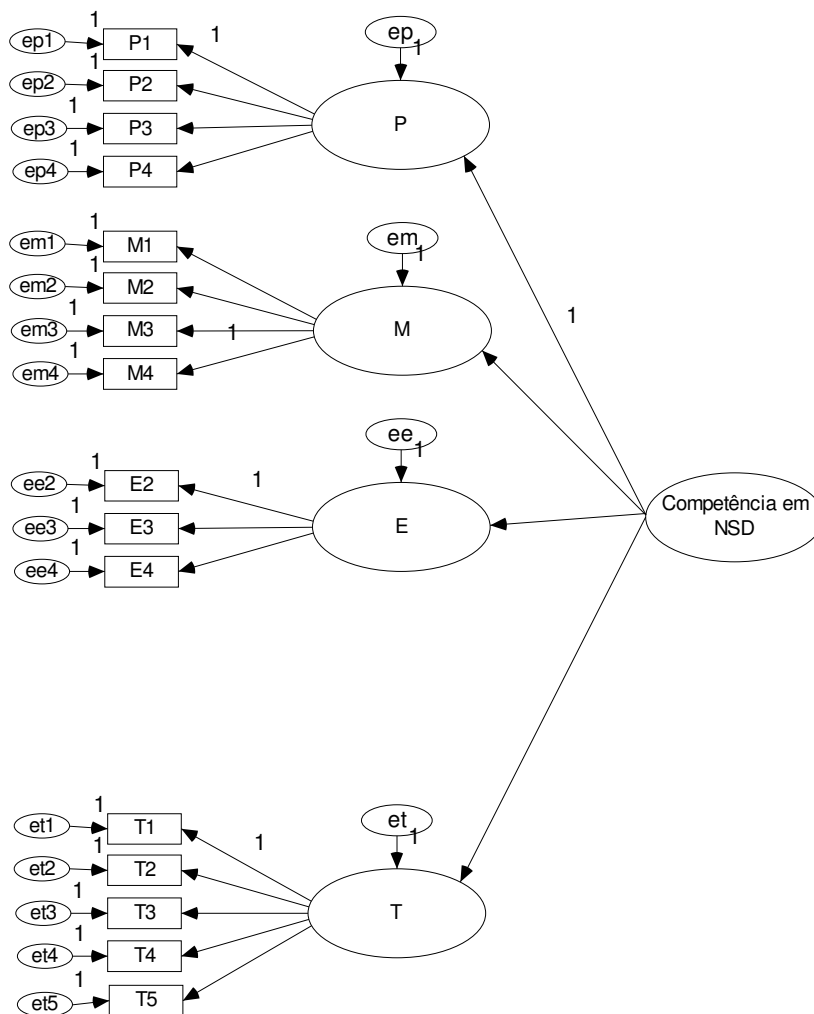 1
ep1 P1 1 ep
1
1
ep2 P2
1
ep3 P3 P
1
ep4 P4
1
em1 M1 em
1
1
em2 M2
1
em3 M3 1 M
1
em4 M4
1
ee
1
1
ee2 E2 1
1
ee3 E3 E
1
ee4 E4
Competência em
NSD
1
et1 T1 1 et
1
1
et2 T2
1
et3 T3 T
1
et4 T4
1
et5 T5